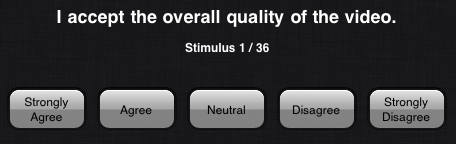 I accept the overall quality of the video.
Stimulus 1 / 36
Strongly Agree
Agree
Neutral
Disagree
Strongly Disagree